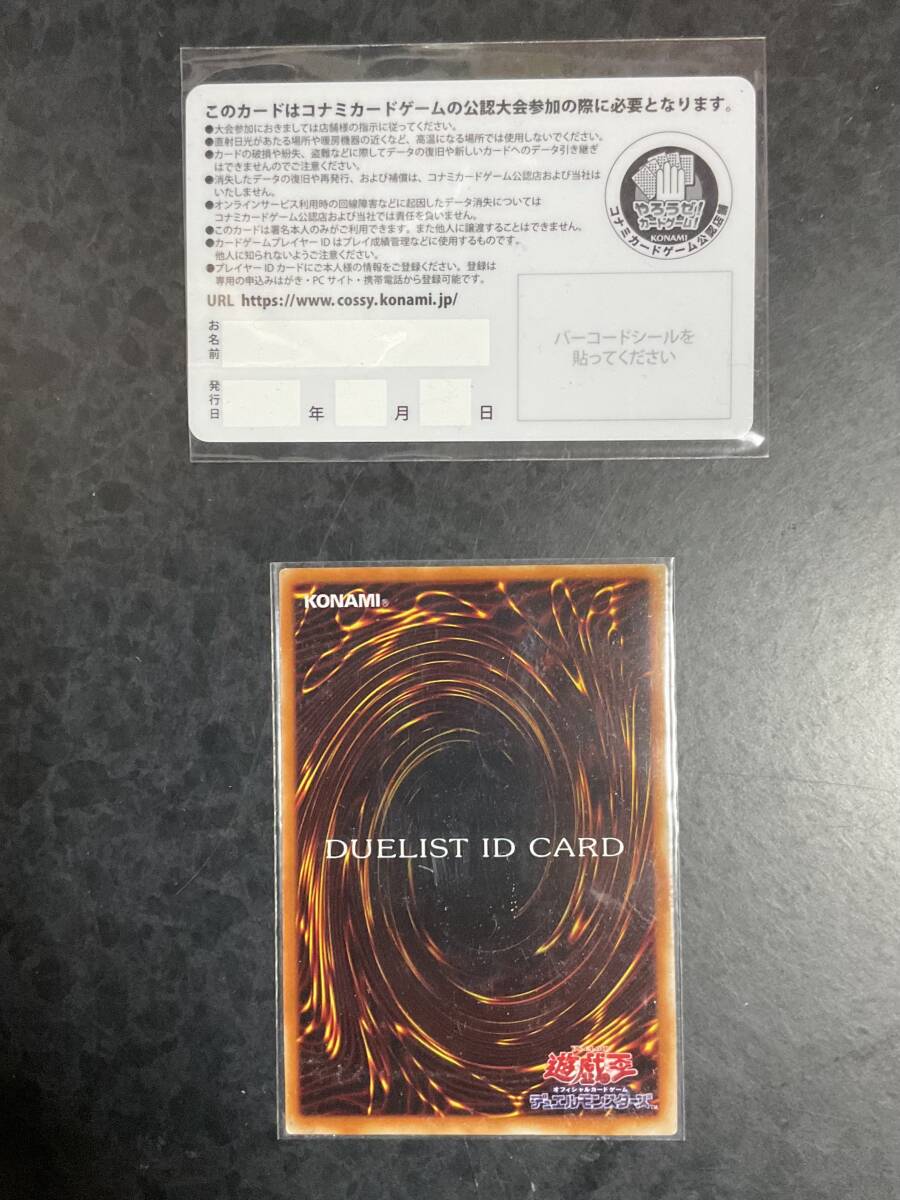 このカードはコナミカードゲームの公認大会参加の際に必要となります。
●大会参加におきましては店舗様の指示に従ってください。
●直射日光があたる場所や暖房機器の近くなど、高温になる場所では使用しないでください。
●カードの破損や紛失、盗難などに際してデータの復旧や新しいカードへのデータ引き継ぎ
はできませんのでご注意ください。
●消失したデータの復旧や再発行、および補償は、コナミカードゲーム公認店および当社は
いたしません。
●オンラインサービス利用時の回線障害などに起因したデータ消失については
コナミカードゲーム公認店および当社では責任を負いません。
●このカードは署名本人のみがご利用できます。また他人に譲渡することはできません。
●カードゲームプレイヤー IDはプレイ成績管理などに使用するものです。
他人に知られないようご注意ください。
●プレイヤー IDカードにご本人様の情報をご登録ください。登録は
専用の申込みはがき・PCサイト・携帯電話から登録可能です。
URL https://www.cossy.konami.jp/
やろうぜ!
カードゲーム!
KONAMI
コナミカードゲーム公認店舗
お名前
発行日 年 月 日
バーコードシールを
貼ってください
KONAMI®
DUELIST ID CARD
遊戯王
オフィシャルカードゲーム
デュエルモンスターズ™